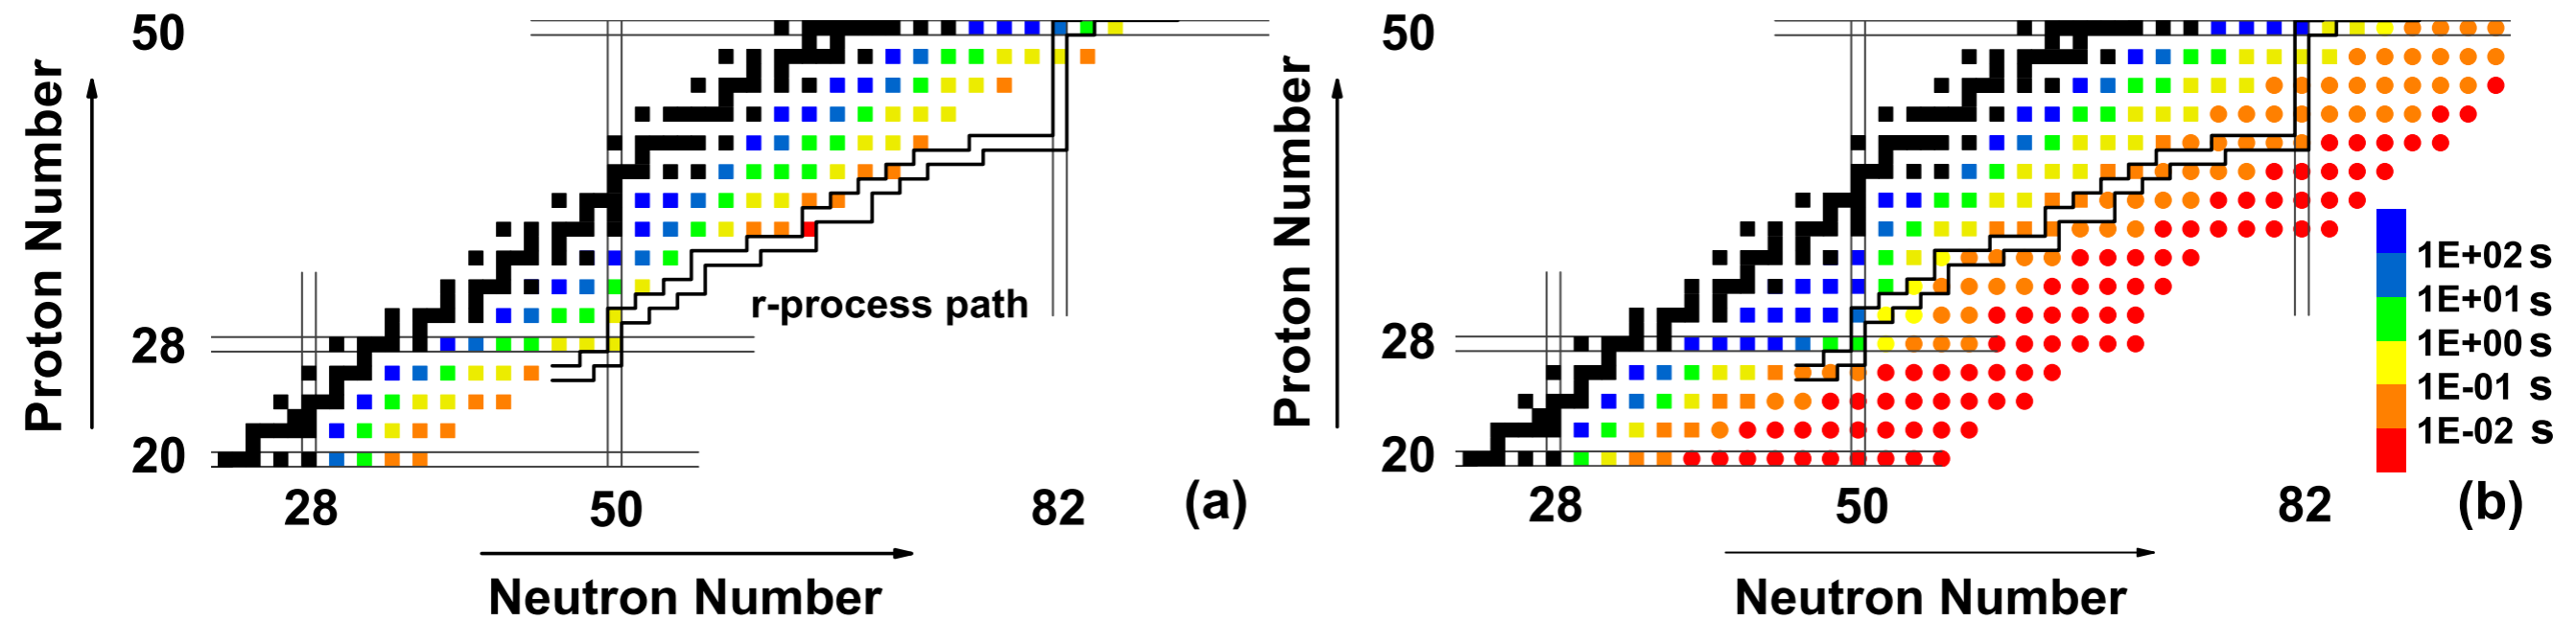 50
28
20
Proton Number
28
50
82
Neutron Number
r-process path
(a)
50
28
20
Proton Number
28
50
82
Neutron Number
1E+02 s
1E+01 s
1E+00 s
1E-01 s
1E-02 s
(b)